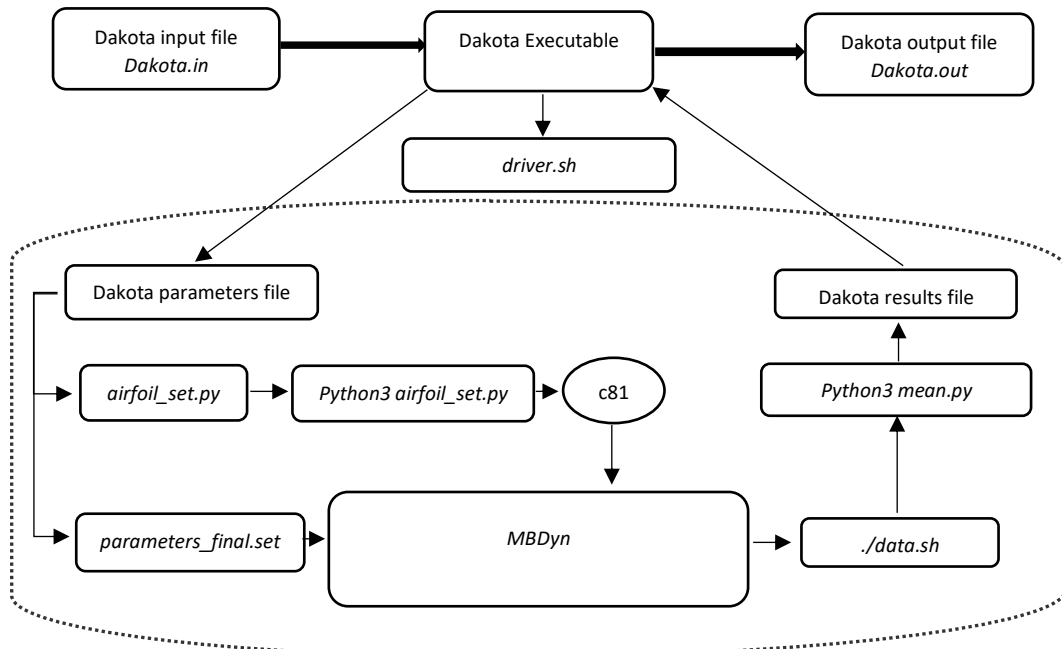 Dakota input file
Dakota.in
Dakota Executable
Dakota output file
Dakota.out
driver.sh
Dakota parameters file
Dakota results file
airfoil_set.py
Python3 airfoil_set.py
c81
Python3 mean.py
parameters_final.set
MBDyn
./data.sh